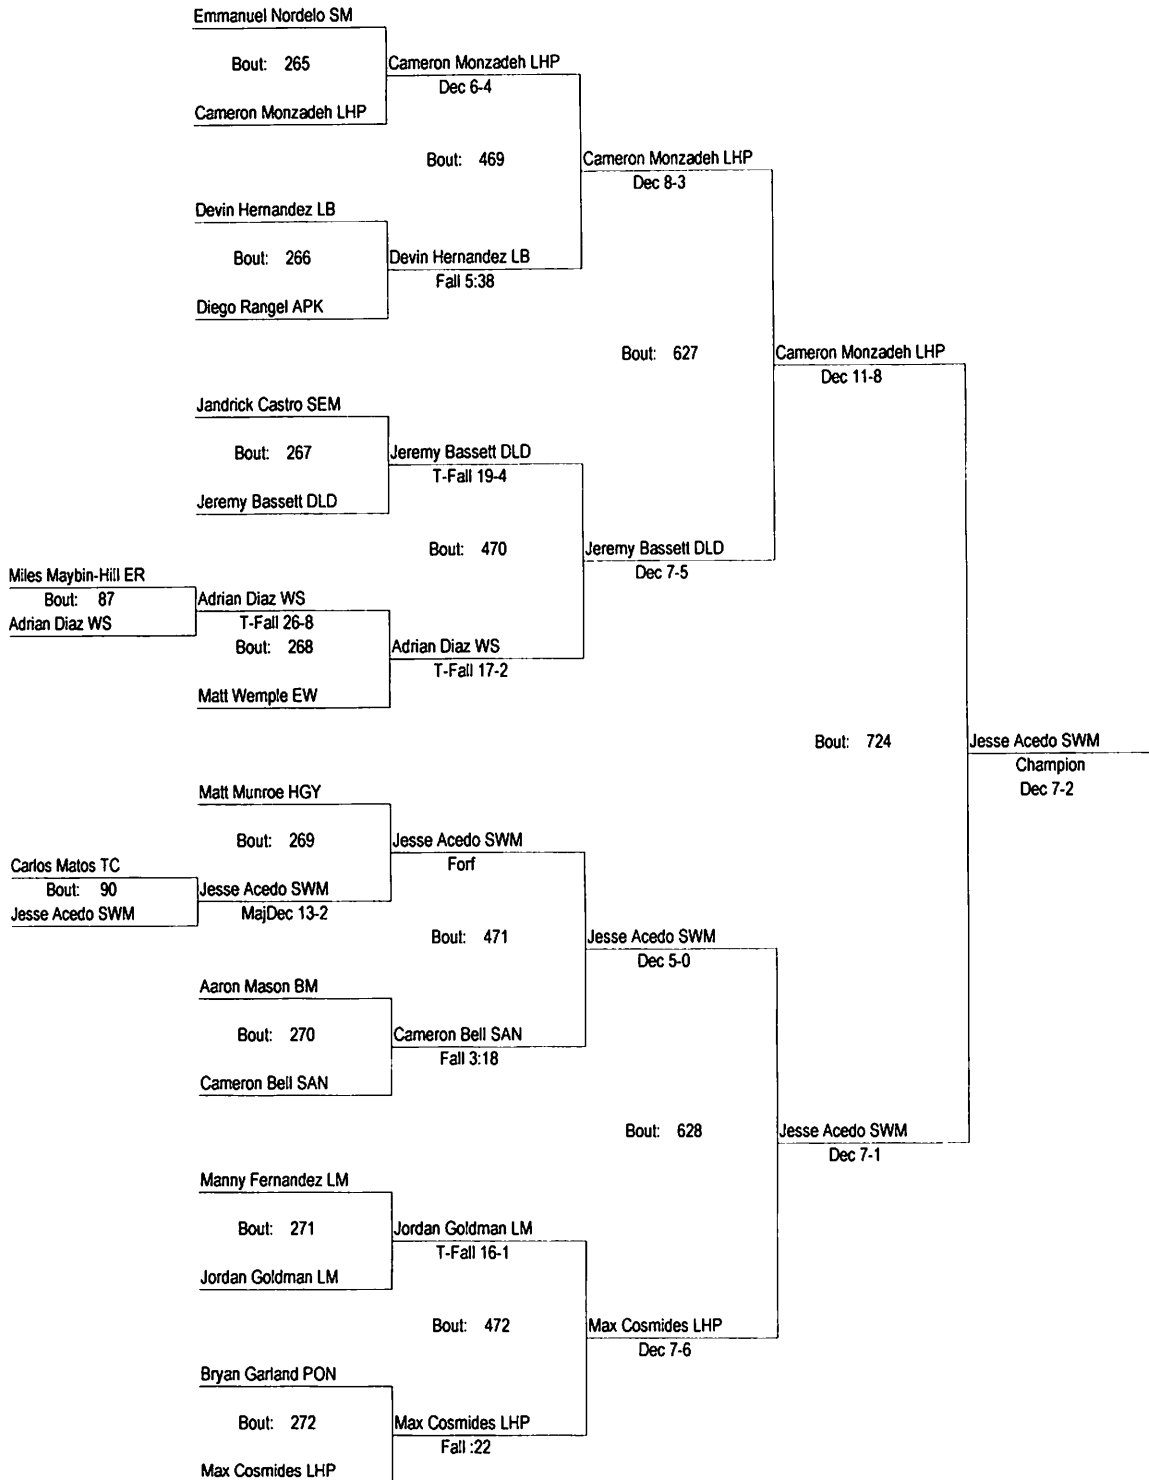 Emmanuel Nordelo SM
Bout: 265
Cameron Monzadeh LHP
Dec 6-4
Cameron Monzadeh LHP
Bout: 469
Cameron Monzadeh LHP
Dec 8-3
Devin Hernandez LB
Bout: 266
Devin Hernandez LB
Fall 5:38
Diego Rangel APK
Bout: 627
Cameron Monzadeh LHP
Dec 11-8
Jandrick Castro SEM
Bout: 267
Jeremy Bassett DLD
T-Fall 19-4
Jeremy Bassett DLD
Bout: 470
Jeremy Bassett DLD
Dec 7-5
Miles Maybin-Hill ER
Bout: 87
Adrian Diaz WS
Adrian Diaz WS
T-Fall 26-8
Bout: 268
Adrian Diaz WS
T-Fall 17-2
Matt Wemple EW
Bout: 724
Jesse Acedo SWM
Champion
Dec 7-2
Matt Munroe HGY
Bout: 269
Jesse Acedo SWM
Forf
Carlos Matos TC
Bout: 90
Jesse Acedo SWM
Jesse Acedo SWM
MajDec 13-2
Bout: 471
Jesse Acedo SWM
Dec 5-0
Aaron Mason BM
Bout: 270
Cameron Bell SAN
Fall 3:18
Cameron Bell SAN
Bout: 628
Jesse Acedo SWM
Dec 7-1
Manny Fernandez LM
Bout: 271
Jordan Goldman LM
T-Fall 16-1
Jordan Goldman LM
Bout: 472
Max Cosmides LHP
Dec 7-6
Bryan Garland PON
Bout: 272
Max Cosmides LHP
Fall :22
Max Cosmides LHP